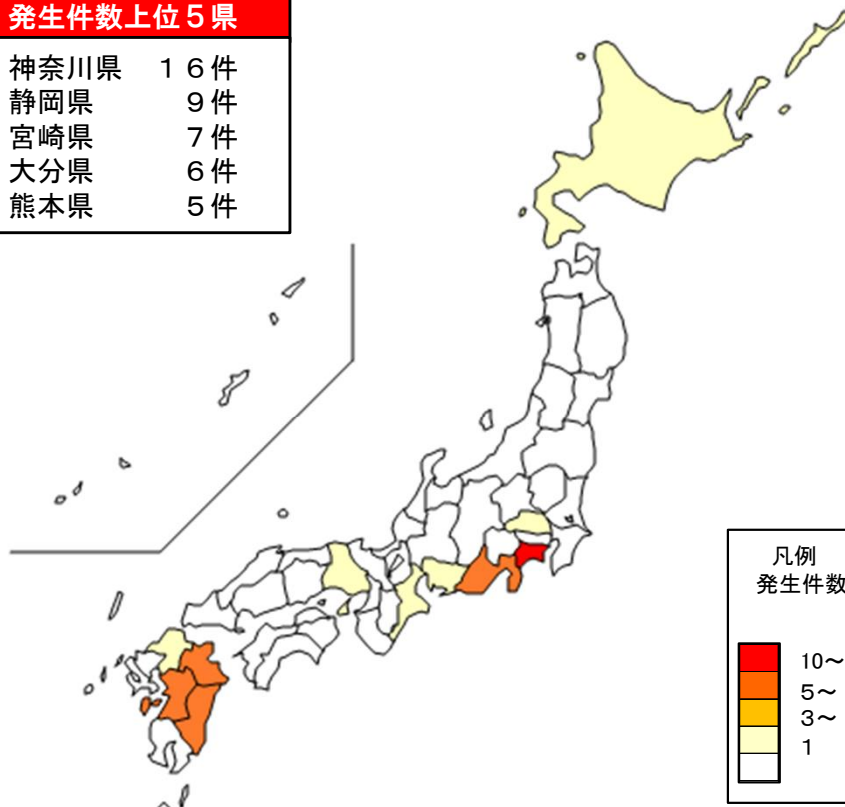 発生件数上位５県
神奈川県　１６件
静岡県　９件
宮崎県　７件
大分県　６件
熊本県　５件
凡例
発生件数
10～
5～
3～
1